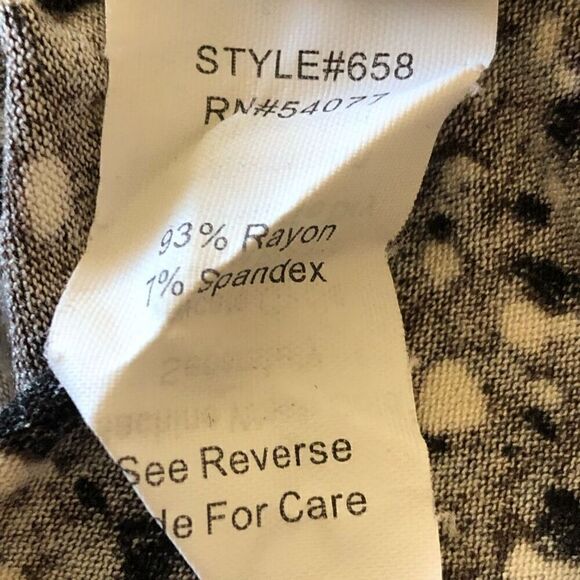 STYLE#658
RN#54077
93% Rayon
7% Spandex
See Reverse
de For Care